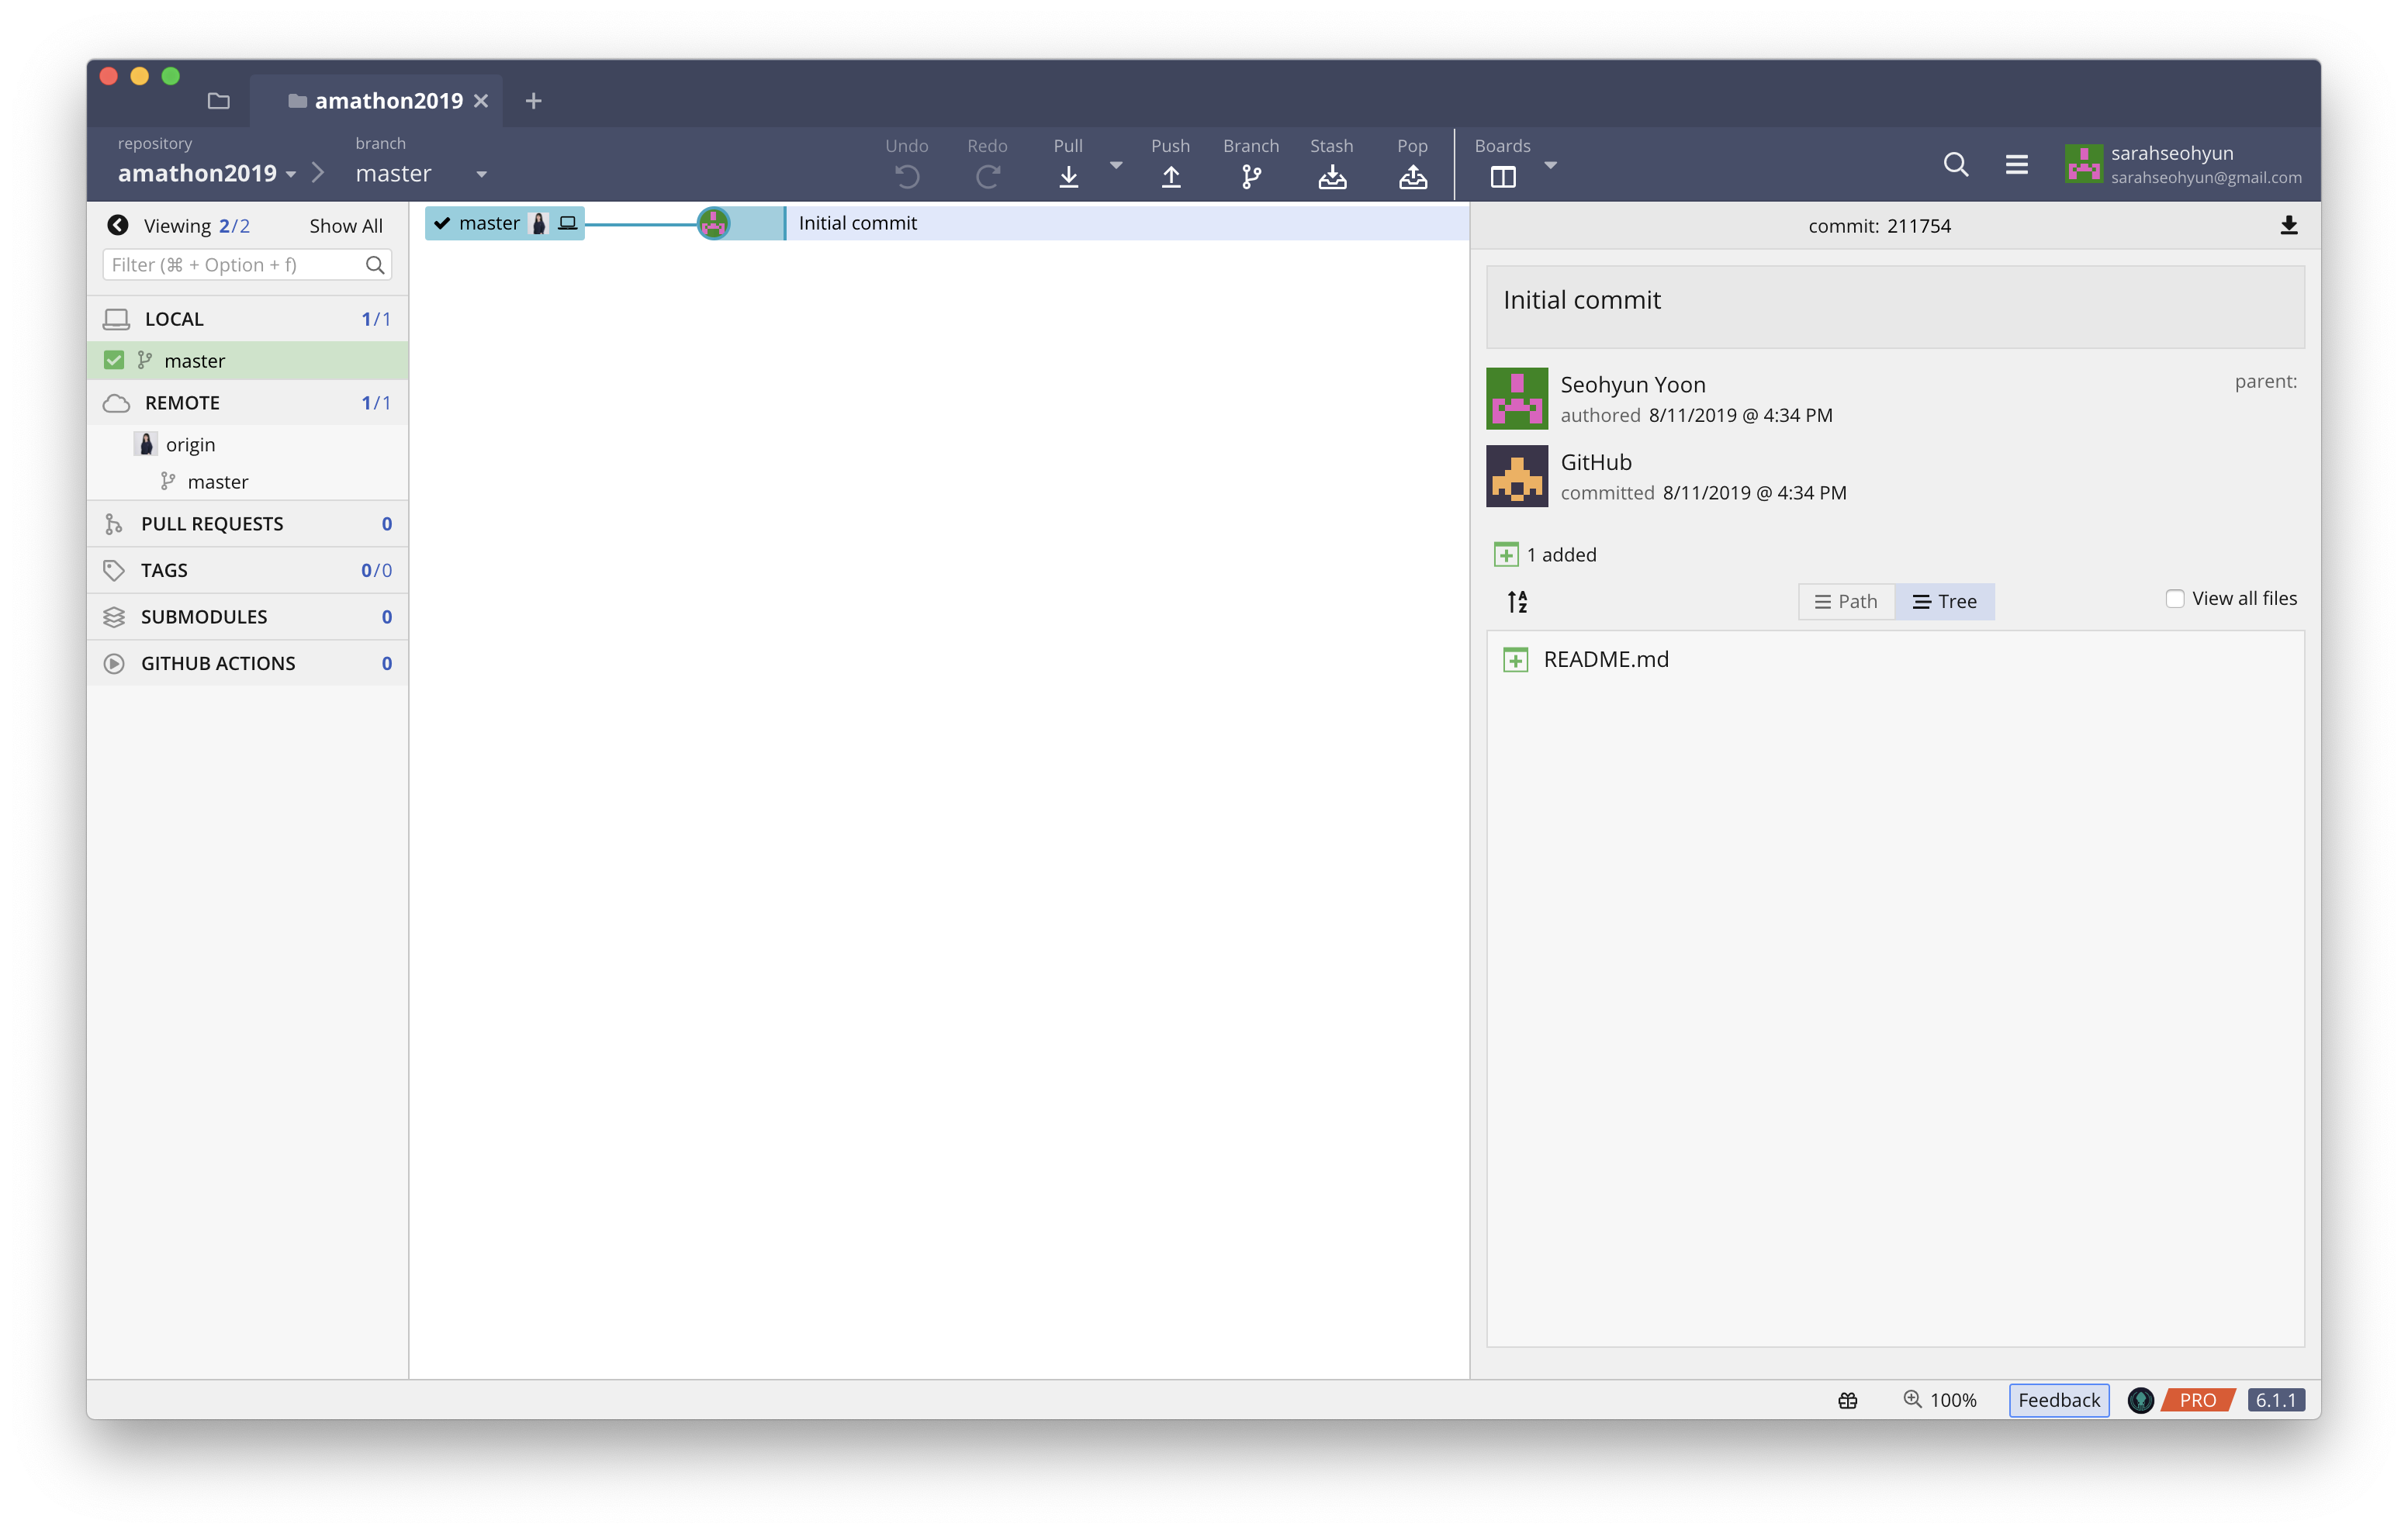 amathon2019
repository
amathon2019
branch
master
Undo
Redo
Pull
Push
Branch
Stash
Pop
Boards
sarahseohyun
sarahseohyun@gmail.com
Viewing 2/2 Show All
Filter (⌘ + Option + f)
LOCAL 1/1
master
REMOTE 1/1
origin
master
PULL REQUESTS 0
TAGS 0/0
SUBMODULES 0
GITHUB ACTIONS 0
master
Initial commit
commit: 211754
Initial commit
Seohyun Yoon
authored 8/11/2019 @ 4:34 PM
parent:
GitHub
committed 8/11/2019 @ 4:34 PM
1 added
A
Z
Path
Tree
View all files
README.md
100%
Feedback
PRO
6.1.1